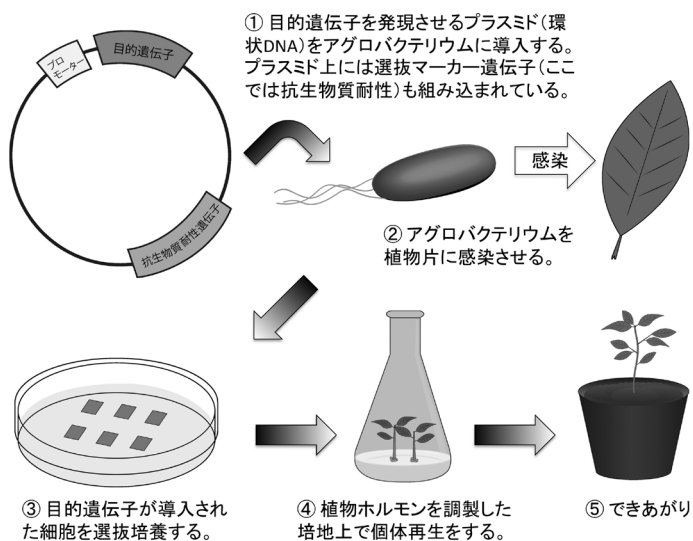 ① 目的遺伝子を発現させるプラスミド（環
状DNA）をアグロバクテリウムに導入する。
プラスミド上には選抜マーカー遺伝子（ここ
では抗生物質耐性）も組み込まれている。
プロ
モーター
目的遺伝子
抗生物質耐性遺伝子
感染
② アグロバクテリウムを
植物片に感染させる。
③ 目的遺伝子が導入され
た細胞を選抜培養する。
④ 植物ホルモンを調製した
培地上で個体再生をする。
⑤ できあがり